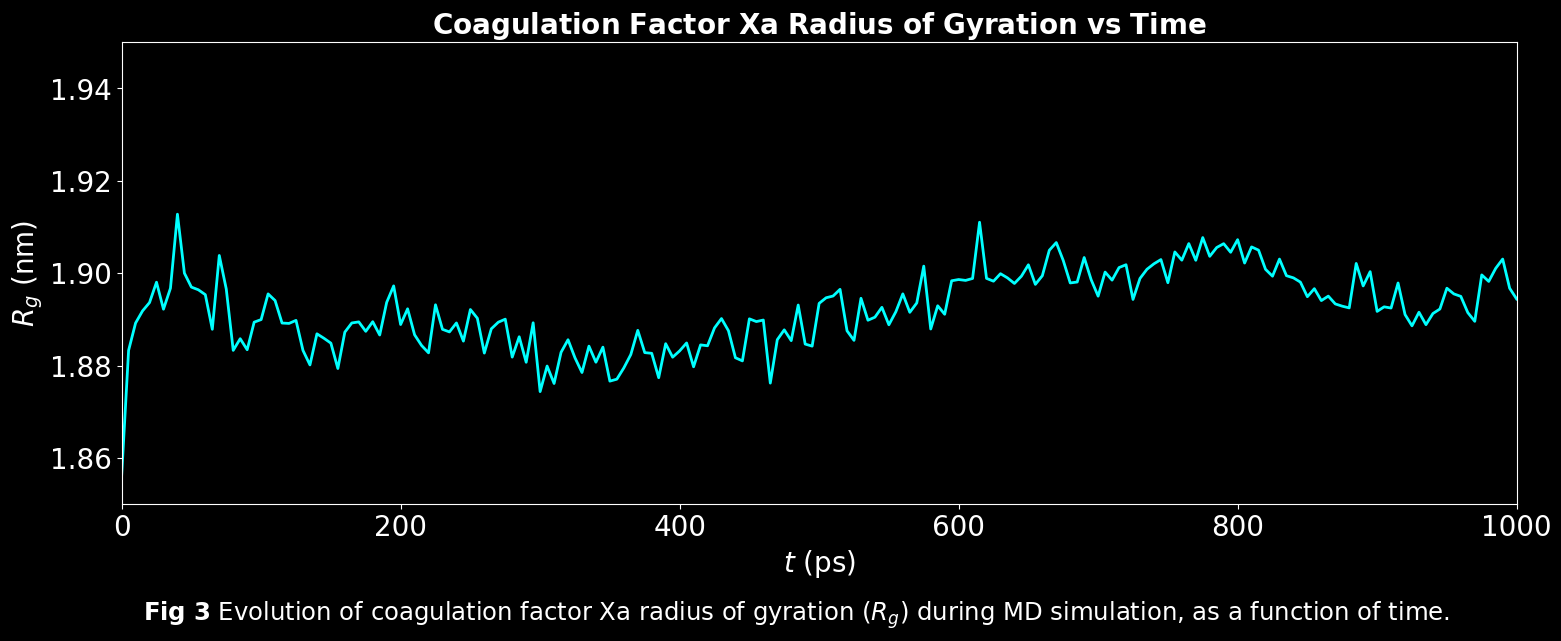 Coagulation Factor Xa Radius of Gyration vs Time
1.94
1.92
1.90
1.88
1.86
R_g (nm)
0 200 400 600 800 1000
t (ps)
Fig 3 Evolution of coagulation factor Xa radius of gyration (R_g) during MD simulation, as a function of time.